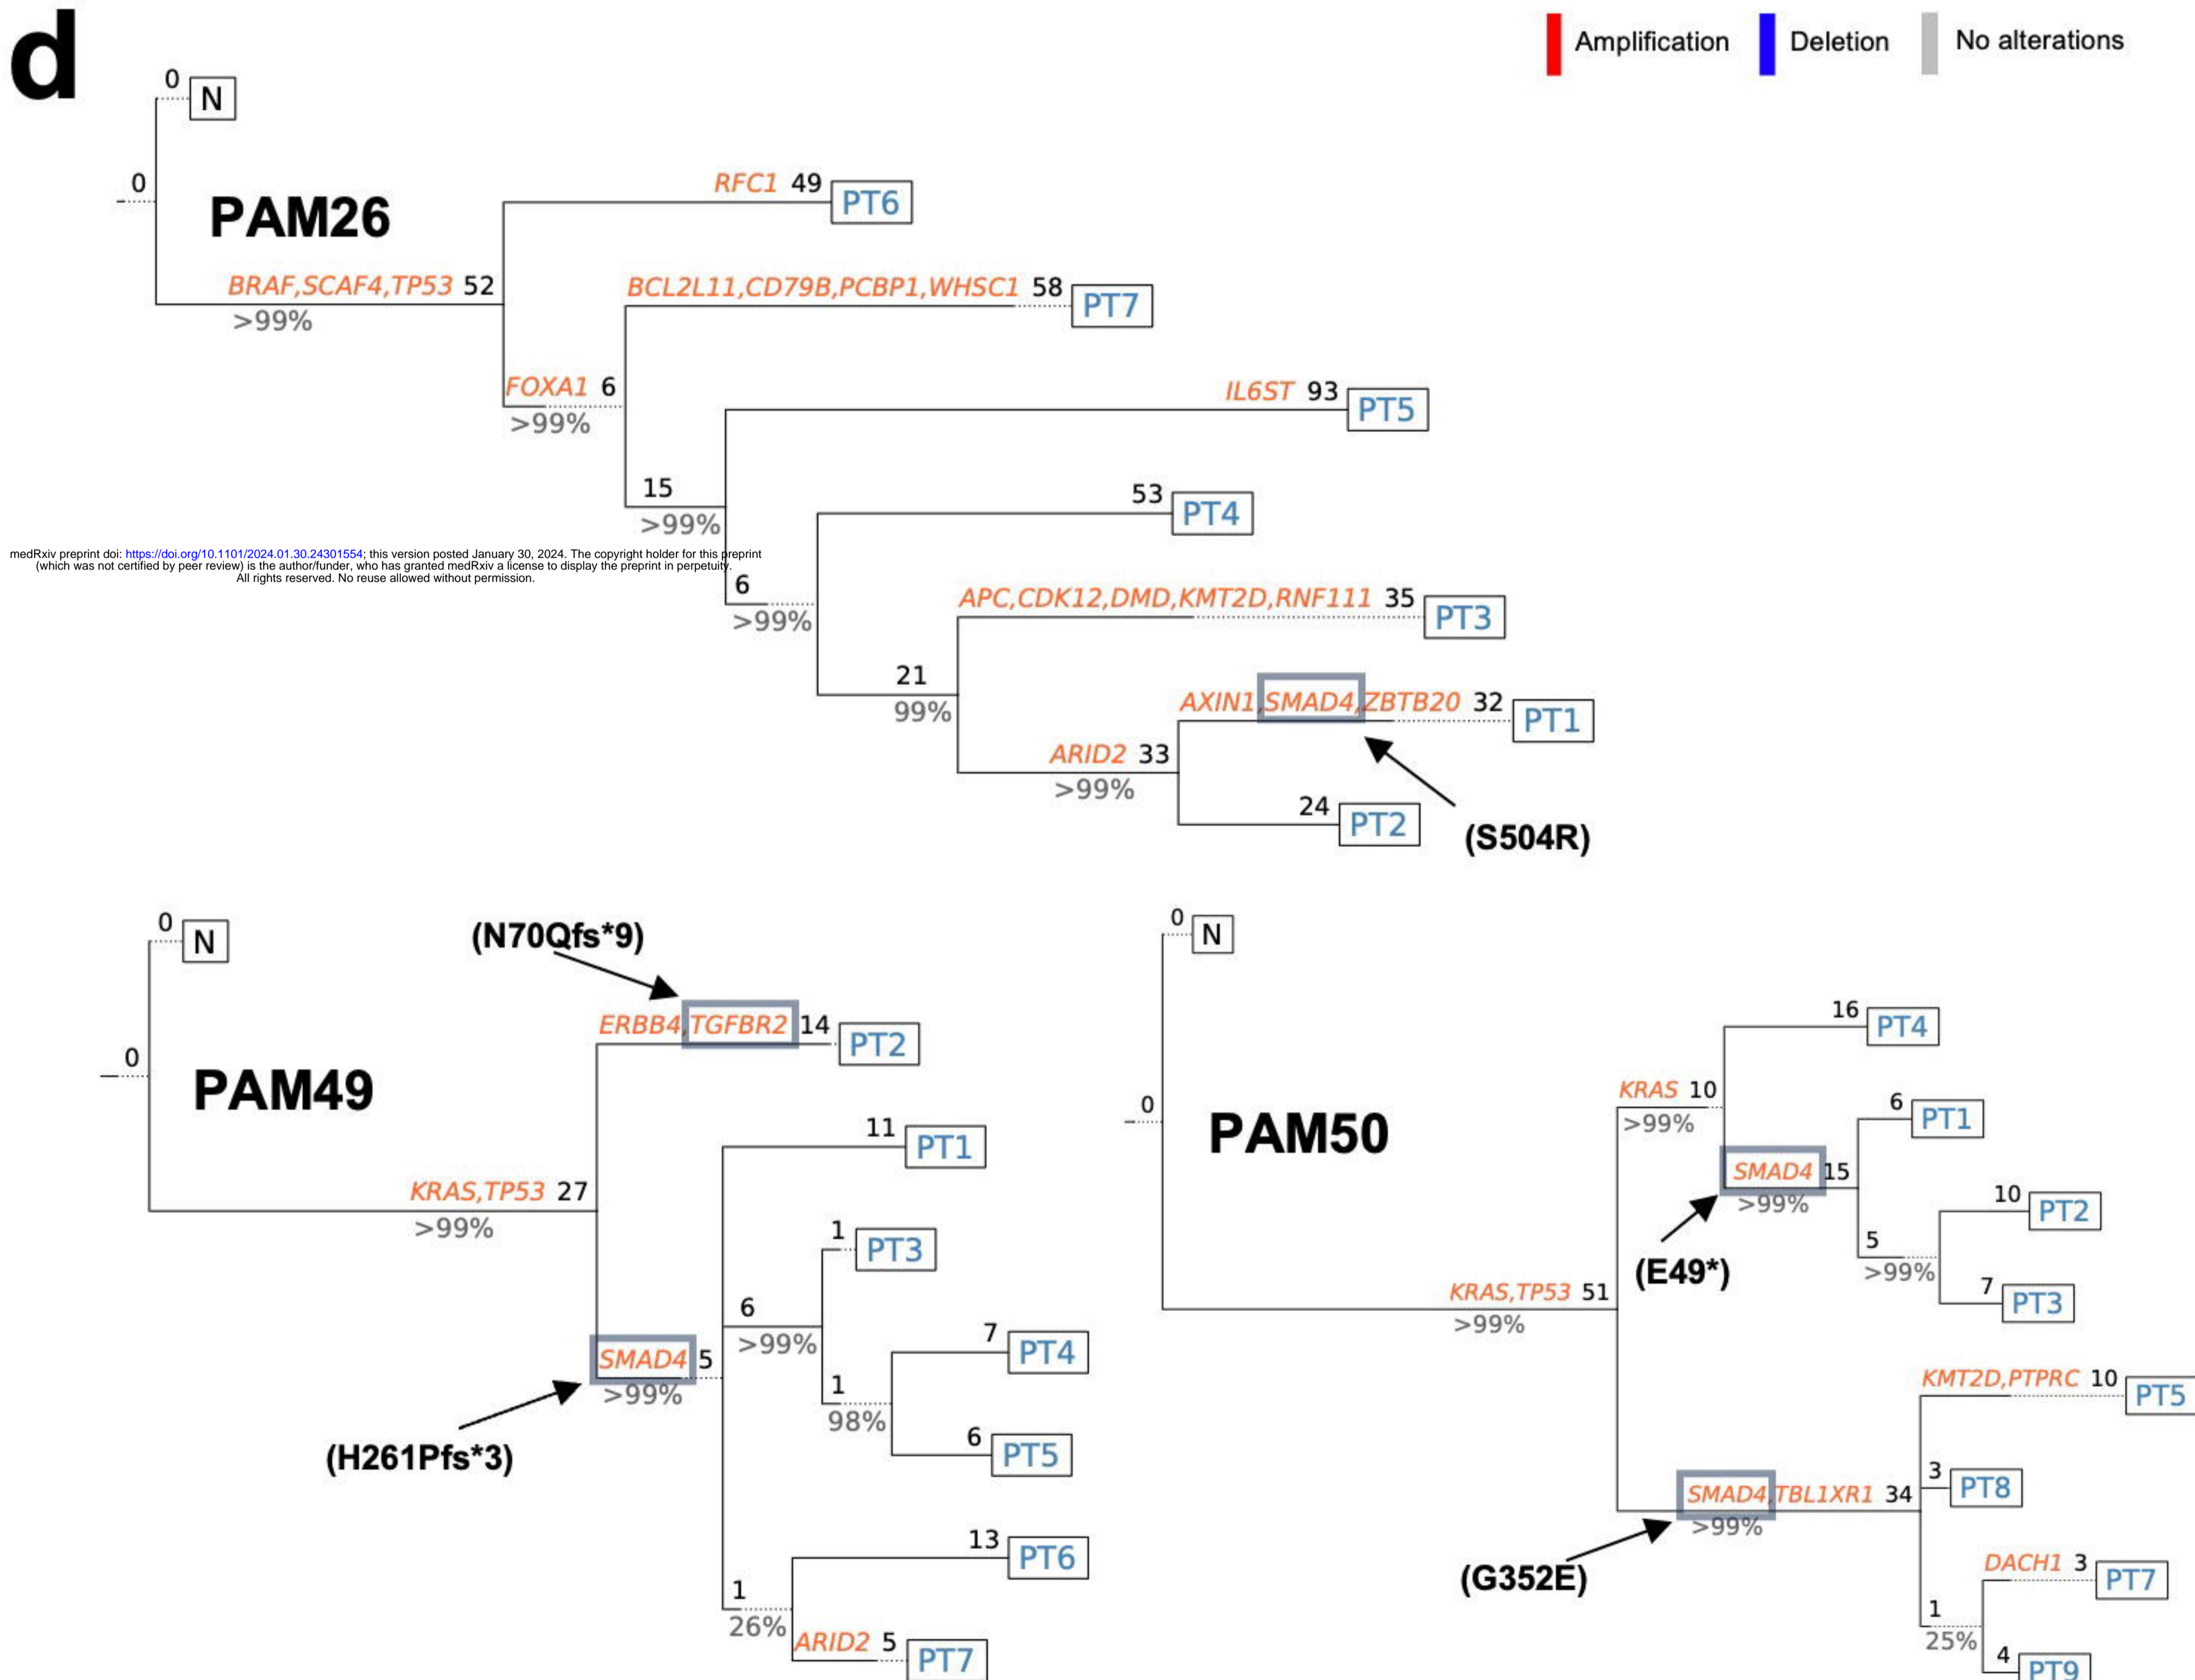 d
Amplification Deletion No alterations
0 N
0
PAM26
RFC1 49 PT6
BRAF,SCAF4,TP53 52
>99%
BCL2L11,CD79B,PCBP1,WHSC1 58 PT7
FOXA1 6
>99%
IL6ST 93 PT5
15
>99%
53 PT4
medRxiv preprint doi: https://doi.org/10.1101/2024.01.30.24301554; this version posted January 30, 2024. The copyright holder for this preprint
(which was not certified by peer review) is the author/funder, who has granted medRxiv a license to display the preprint in perpetuity.
All rights reserved. No reuse allowed without permission.
6
>99%
APC,CDK12,DMD,KMT2D,RNF111 35 PT3
21
99%
AXIN1,SMAD4,ZBTB20 32 PT1
ARID2 33
>99%
24 PT2
(S504R)
0 N
0
PAM49
(N70Qfs*9)
ERBB4,TGFBR2 14 PT2
11 PT1
KRAS,TP53 27
>99%
1 PT3
6
>99%
SMAD4 5
>99%
7 PT4
1
98%
6 PT5
(H261Pfs*3)
13 PT6
1
26%
ARID2 5 PT7
0 N
0
PAM50
16 PT4
KRAS 10
>99%
6 PT1
SMAD4 15
>99%
10 PT2
5
>99%
(E49*)
7 PT3
KRAS,TP53 51
>99%
KMT2D,PTPRC 10 PT5
3 PT8
SMAD4,TBL1XR1 34
>99%
(G352E)
DACH1 3 PT7
1
25%
4 PT9